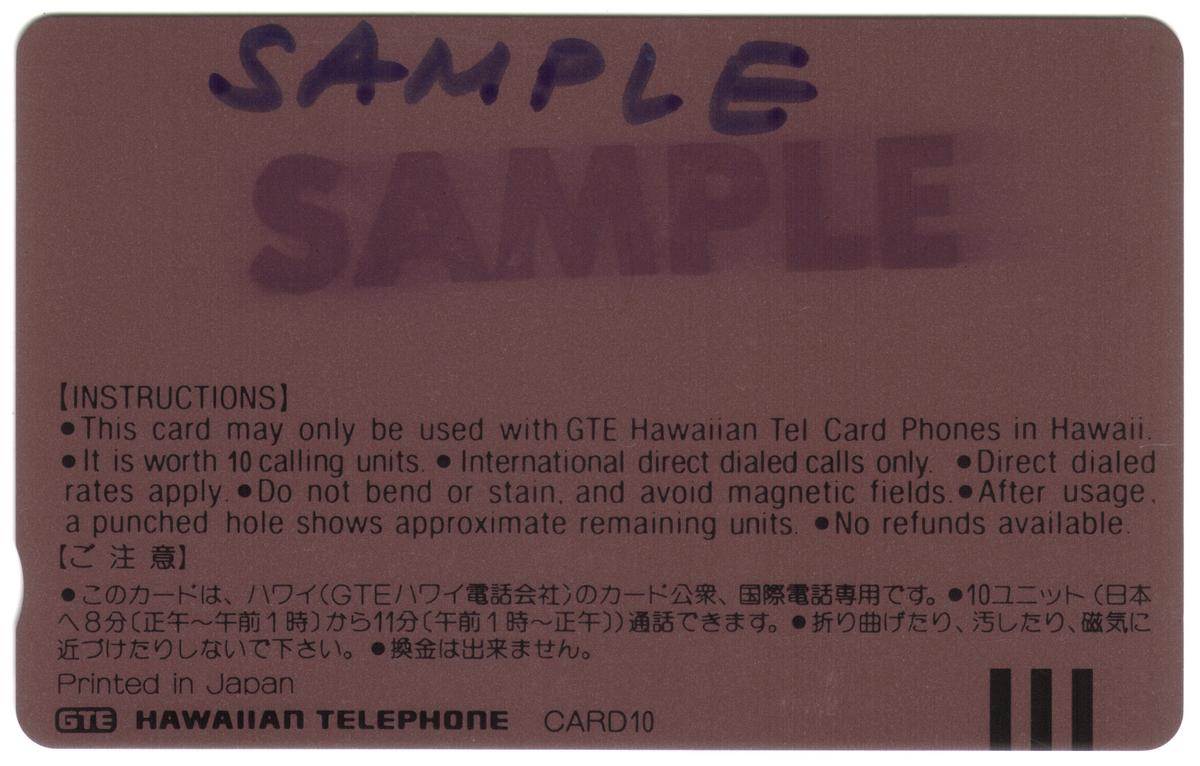 SAMPLE
SAMPLE
【INSTRUCTIONS】
●This card may only be used with GTE Hawaiian Tel Card Phones in Hawaii.
●It is worth 10 calling units. ●International direct dialed calls only. ●Direct dialed
rates apply. ●Do not bend or stain, and avoid magnetic fields. ●After usage,
a punched hole shows approximate remaining units. ●No refunds available.
【ご注意】
●このカードは、ハワイ(GTEハワイ電話会社)のカード公衆、国際電話専用です。●10ユニット(日本
へ8分〔正午〜午前1時〕から11分〔午前1時〜正午〕)通話できます。●折り曲げたり、汚したり、磁気に
近づけたりしないで下さい。●換金は出来ません。
Printed in Japan
GTE HAWAIIAN TELEPHONE CARD10